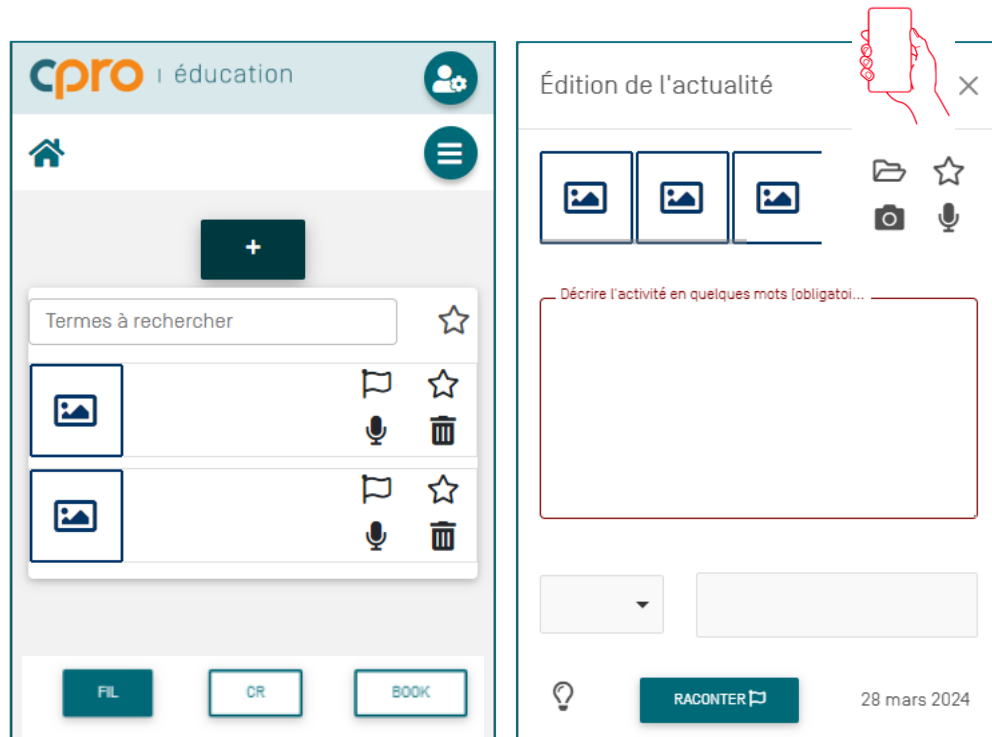 cpro | éducation
+
Termes à rechercher
FIL
CR
BOOK
Édition de l'actualité
Décrire l'activité en quelques mots (obligatoi...
RACONTER
28 mars 2024